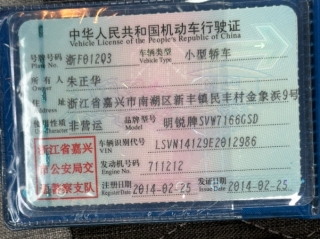 中华人民共和国机动车行驶证
Vehicle License of the People's Republic of China
号牌号码 浙F012Q3 车辆类型 小型轿车
Plate No. Vehicle Type
所有人 朱正华
住址 浙江省嘉兴市南湖区新丰镇民丰村金象浜9号
使用性质 非营运 品牌型号 明锐牌SVW7166GSD
Use Character Model
浙江省嘉兴市公安局交通警察支队
车辆识别代号 LSVN14129E2012986
VIN
发动机号码 711212
Engine No.
注册日期 2014-02-25 发证日期 2014-02-25
Register Date Issue Date